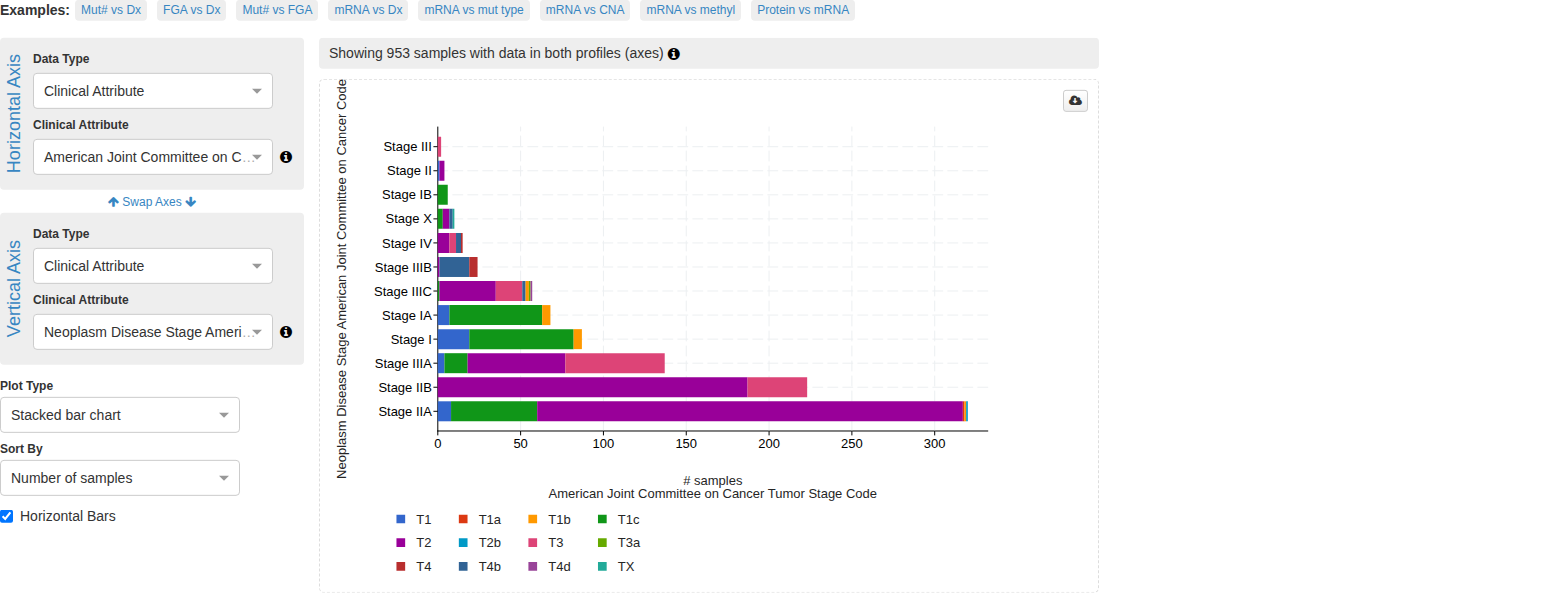 Examples: Mut# vs Dx FGA vs Dx Mut# vs FGA mRNA vs Dx mRNA vs mut type mRNA vs CNA mRNA vs methyl Protein vs mRNA
Horizontal Axis
Data Type
Clinical Attribute
Clinical Attribute
American Joint Committee on C...
Swap Axes
Vertical Axis
Data Type
Clinical Attribute
Clinical Attribute
Neoplasm Disease Stage Ameri...
Plot Type
Stacked bar chart
Sort By
Number of samples
Horizontal Bars
Showing 953 samples with data in both profiles (axes)
Neoplasm Disease Stage American Joint Committee on Cancer Code
Stage III
Stage II
Stage IB
Stage X
Stage IV
Stage IIIB
Stage IIIC
Stage IA
Stage I
Stage IIIA
Stage IIB
Stage IIA
0 50 100 150 200 250 300
# samples
American Joint Committee on Cancer Tumor Stage Code
T1 T1a T1b T1c
T2 T2b T3 T3a
T4 T4b T4d TX